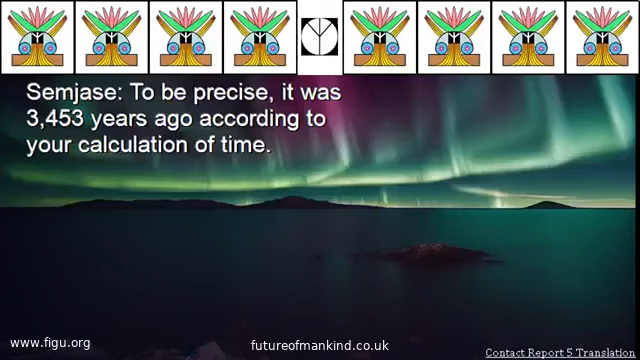 Semjase: To be precise, it was
3,453 years ago according to
your calculation of time.
www.figu.org
futureofmankind.co.uk
Contact Report 5 Translation